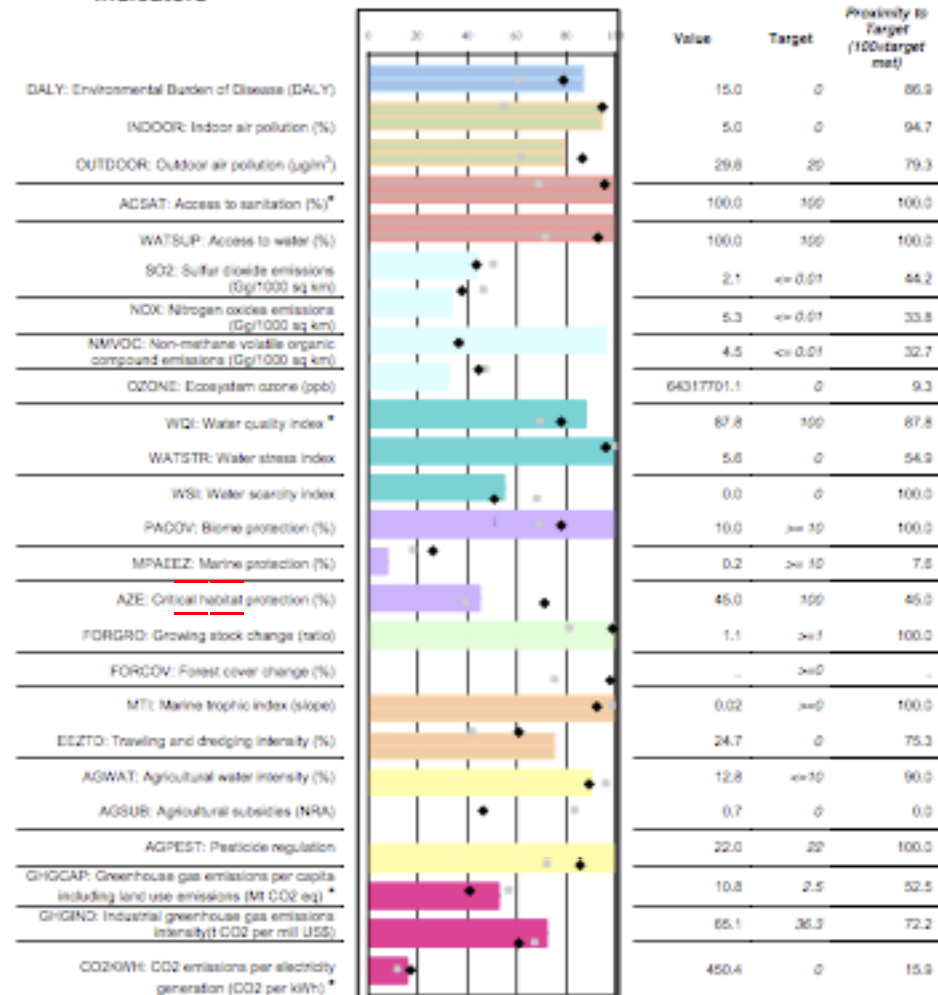 Indicators
Proximity to
Target
(100=target
met)
Value Target
0 20 40 60 80 100
DALY: Environmental Burden of Disease (DALY) 15.0 0 86.9
INDOOR: Indoor air pollution (%) 5.0 0 94.7
OUTDOOR: Outdoor air pollution (µg/m³) 29.8 20 79.3
ACSAT: Access to sanitation (%)* 100.0 100 100.0
WATSUP: Access to water (%) 100.0 100 100.0
SO2: Sulfur dioxide emissions
(Gg/1000 sq km) 2.1 <= 0.01 44.2
NOX: Nitrogen oxides emissions
(Gg/1000 sq km) 5.3 <= 0.01 33.8
NMVOC: Non-methane volatile organic
compound emissions (Gg/1000 sq km) 4.5 <= 0.01 32.7
OZONE: Ecosystem ozone (ppb) 64317701.1 0 9.3
WQI: Water quality index * 87.8 100 87.8
WATSTR: Water stress index 5.6 0 54.9
WSI: Water scarcity index 0.0 0 100.0
PACOV: Biome protection (%) 10.0 >= 10 100.0
MPAEEZ: Marine protection (%) 0.2 >= 10 7.6
AZE: Critical habitat protection (%) 45.0 100 45.0
FORGRO: Growing stock change (ratio) 1.1 >=1 100.0
FORCOV: Forest cover change (%) .. >=0 ..
MTI: Marine trophic index (slope) 0.02 >=0 100.0
EEZTD: Trawling and dredging intensity (%) 24.7 0 75.3
AGWAT: Agricultural water intensity (%) 12.8 <=10 90.0
AGSUB: Agricultural subsidies (NRA) 0.7 0 0.0
AGPEST: Pesticide regulation 22.0 22 100.0
GHGCAP: Greenhouse gas emissions per capita
including land use emissions (Mt CO2 eq) * 10.8 2.5 52.5
GHGIND: Industrial greenhouse gas emissions
intensity(t CO2 per mill US$) 65.1 36.3 72.2
CO2KWH: CO2 emissions per electricity
generation (CO2 per kWh) * 450.4 0 15.9